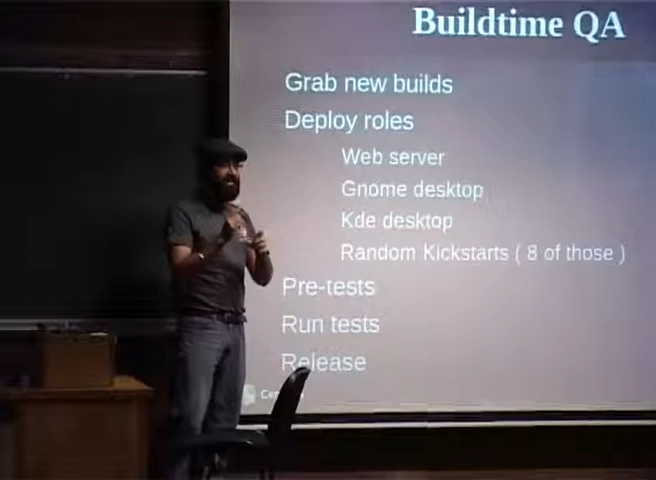 Buildtime QA
Grab new builds
Deploy roles
Web server
Gnome desktop
Kde desktop
Random Kickstarts ( 8 of those )
Pre-tests
Run tests
Release